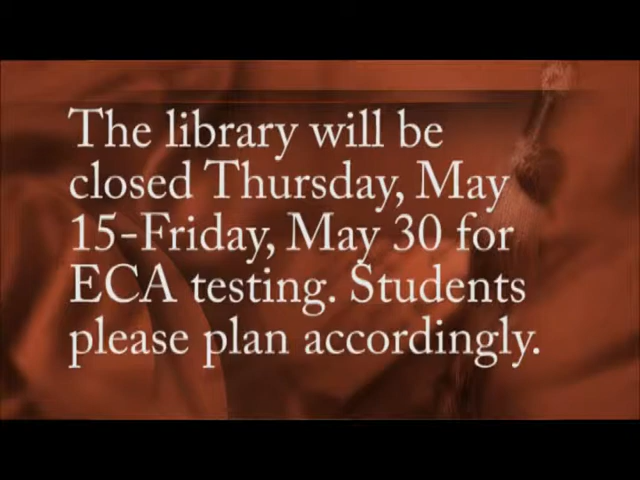 The library will be
closed Thursday, May
15-Friday, May 30 for
ECA testing. Students
please plan accordingly.